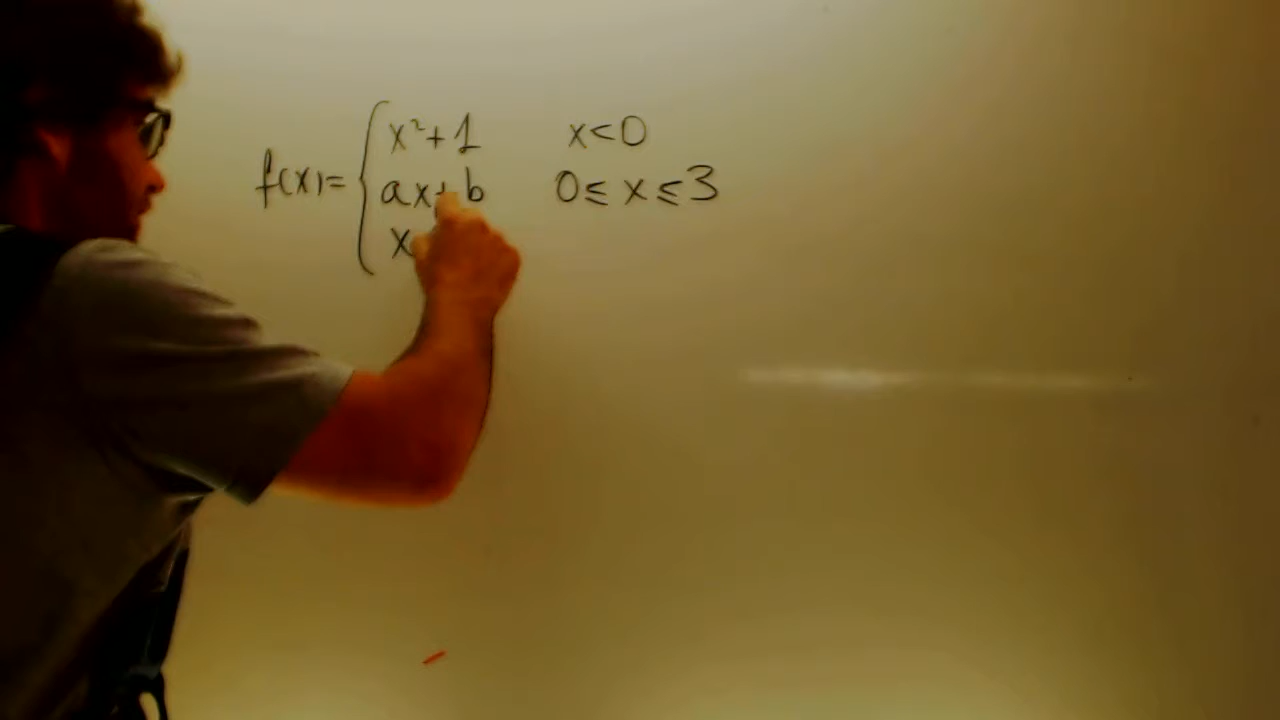 f(x)= { x²+1 x<0
ax+b 0≤x≤3
x